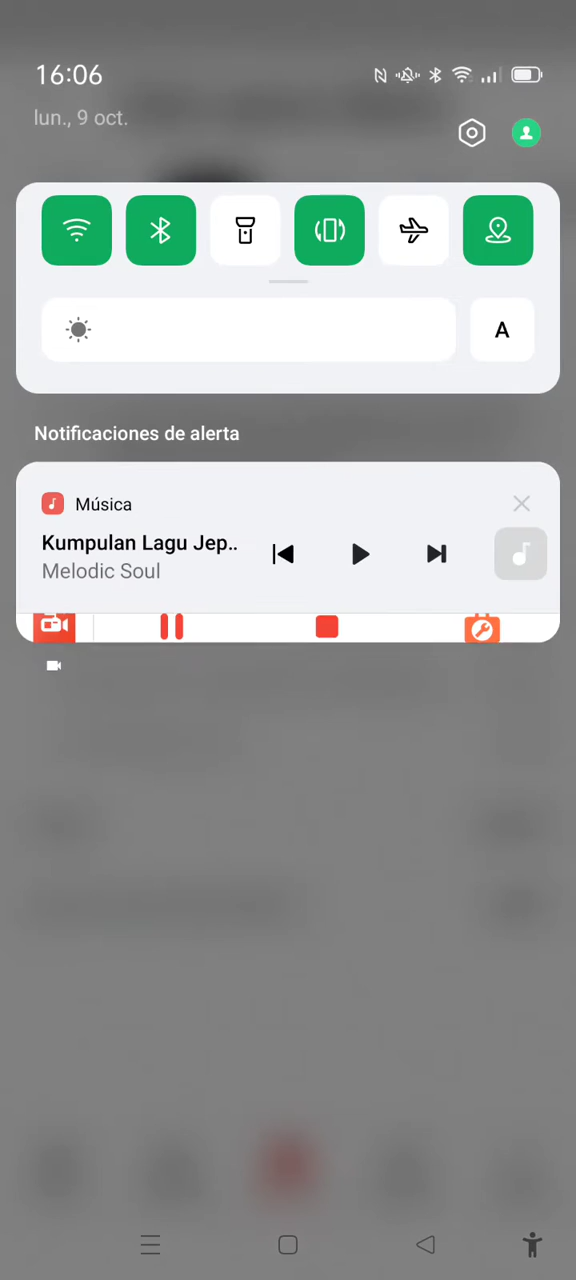 16:06
lun., 9 oct.
A
Notificaciones de alerta
Música
Kumpulan Lagu Jep..
Melodic Soul